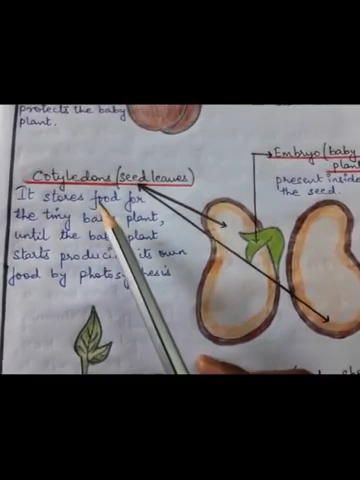 protects the baby
plant.
Embryo (baby
plant
present inside
the seed.
Cotyledons (seed leaves)
It stores food for
the tiny baby plant,
until the baby plant
starts producing its own
food by photosynthesis